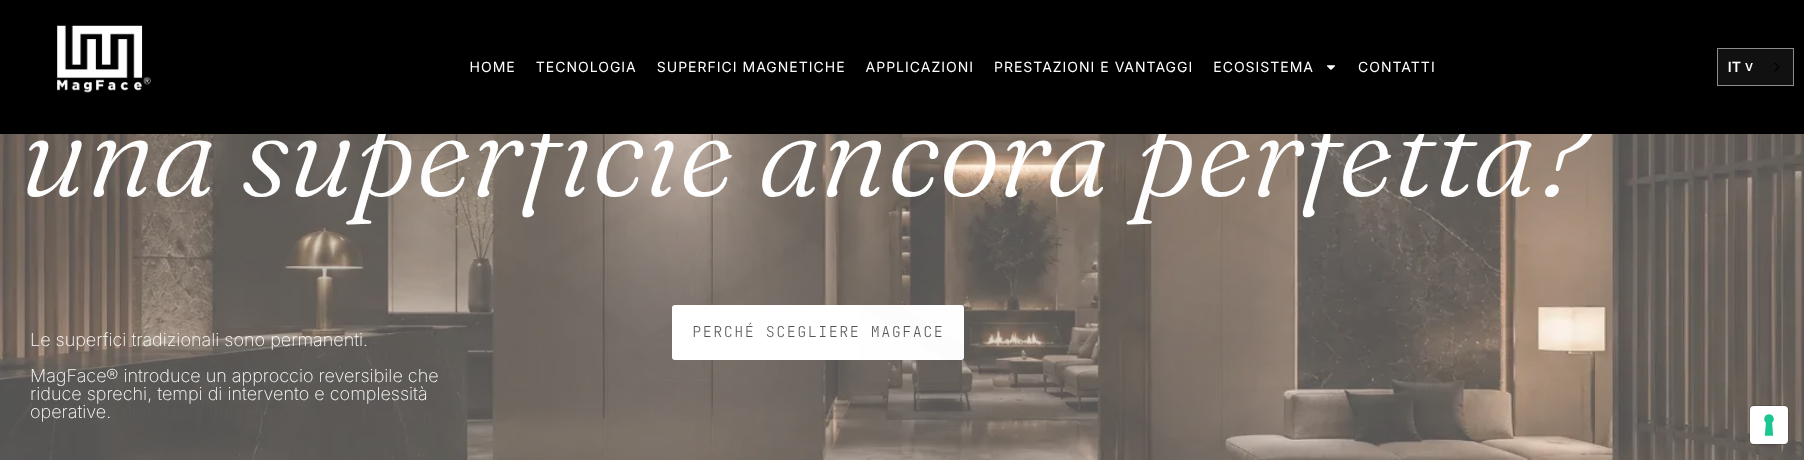 MagFace®
HOME TECNOLOGIA SUPERFICI MAGNETICHE APPLICAZIONI PRESTAZIONI E VANTAGGI ECOSISTEMA CONTATTI
IT v
una superficie ancora perfetta?
PERCHÉ SCEGLIERE MAGFACE
Le superfici tradizionali sono permanenti.
MagFace® introduce un approccio reversibile che
riduce sprechi, tempi di intervento e complessità
operative.